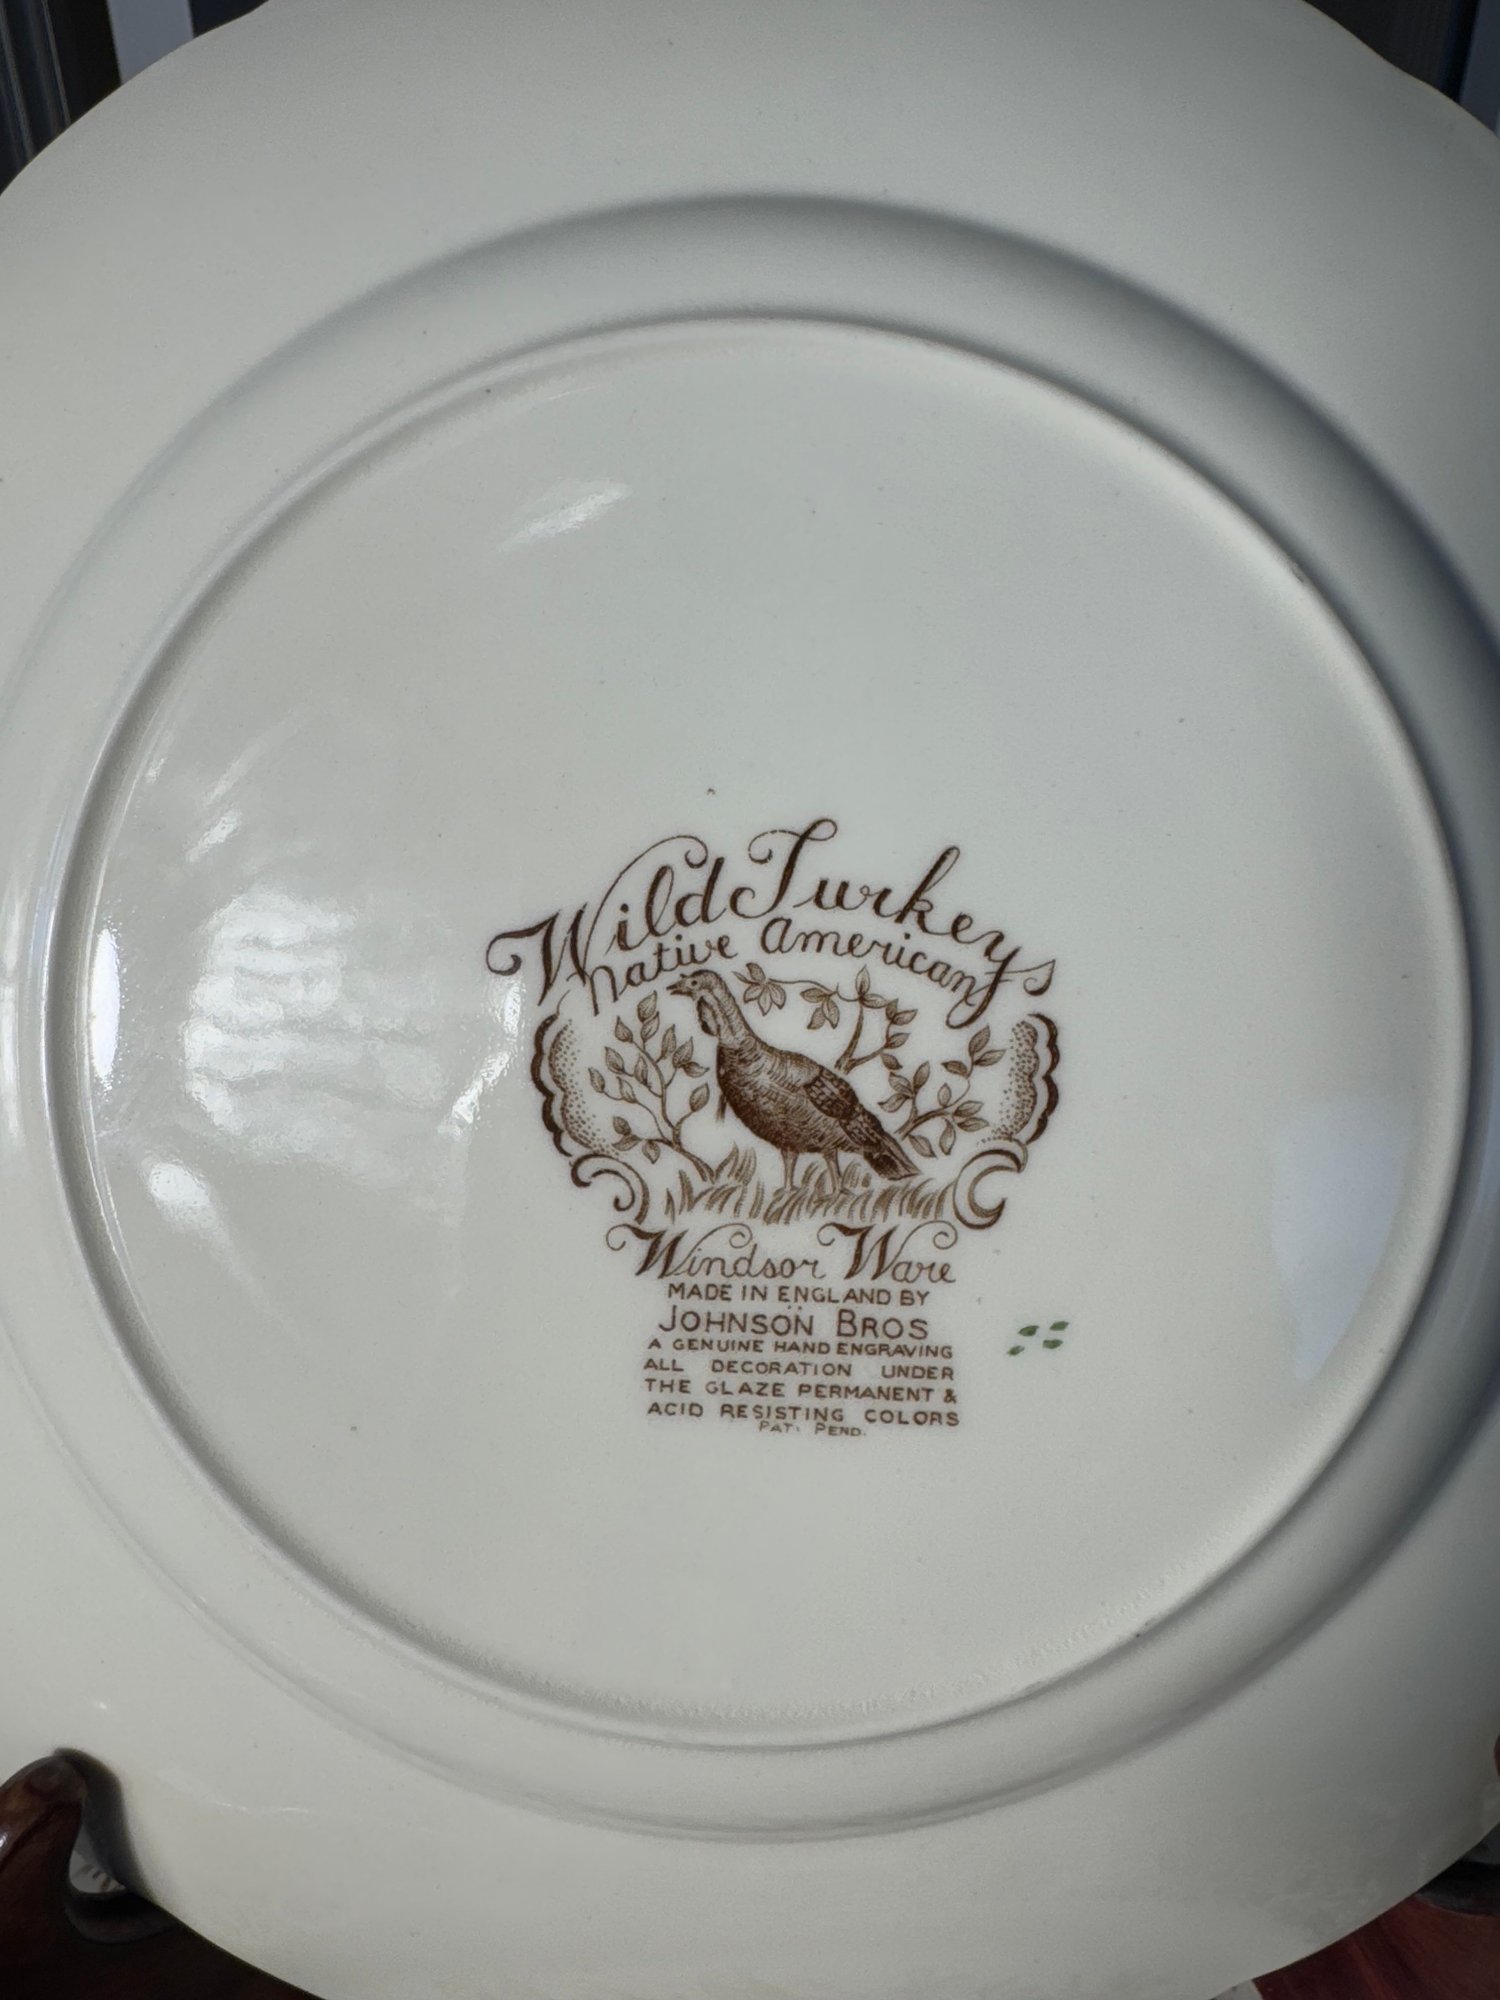 Wild Turkeys
Native American
Windsor Ware
MADE IN ENGLAND BY
JOHNSON BROS
A GENUINE HAND ENGRAVING
ALL DECORATION UNDER
THE GLAZE PERMANENT &
ACID RESISTING COLORS
PAT. PEND.